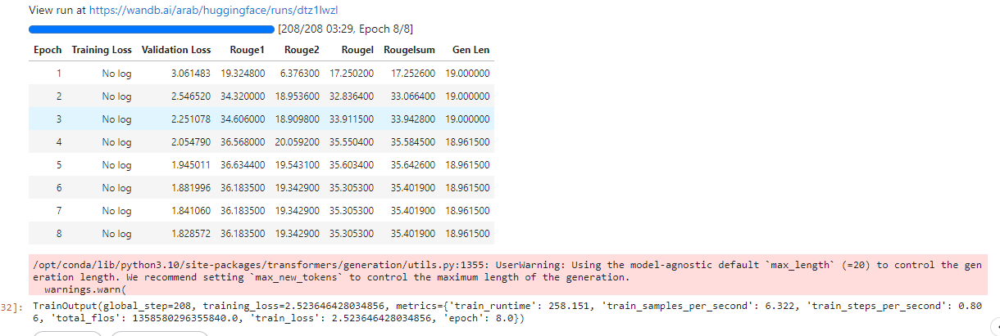 View run at https://wandb.ai/arab/huggingface/runs/dtz1lwzl
[208/208 03:29, Epoch 8/8]
Epoch Training Loss Validation Loss Rouge1 Rouge2 Rougel Rougelsum Gen Len
1 No log 3.061483 19.324800 6.376300 17.250200 17.252600 19.000000
2 No log 2.546520 34.320000 18.953600 32.836400 33.066400 19.000000
3 No log 2.251078 34.606000 18.909800 33.911500 33.942800 19.000000
4 No log 2.054790 36.568000 20.059200 35.550400 35.584500 18.961500
5 No log 1.945011 36.634400 19.543100 35.603400 35.642600 18.961500
6 No log 1.881996 36.183500 19.342900 35.305300 35.401900 18.961500
7 No log 1.841060 36.183500 19.342900 35.305300 35.401900 18.961500
8 No log 1.828572 36.183500 19.342900 35.305300 35.401900 18.961500
/opt/conda/lib/python3.10/site-packages/transformers/generation/utils.py:1355: UserWarning: Using the model-agnostic default `max_length` (=20) to control the gen
eration length. We recommend setting `max_new_tokens` to control the maximum length of the generation.
warnings.warn(
32]: TrainOutput(global_step=208, training_loss=2.523646428034856, metrics={'train_runtime': 258.151, 'train_samples_per_second': 6.322, 'train_steps_per_second': 0.80
6, 'total_flos': 1358580296355840.0, 'train_loss': 2.523646428034856, 'epoch': 8.0})